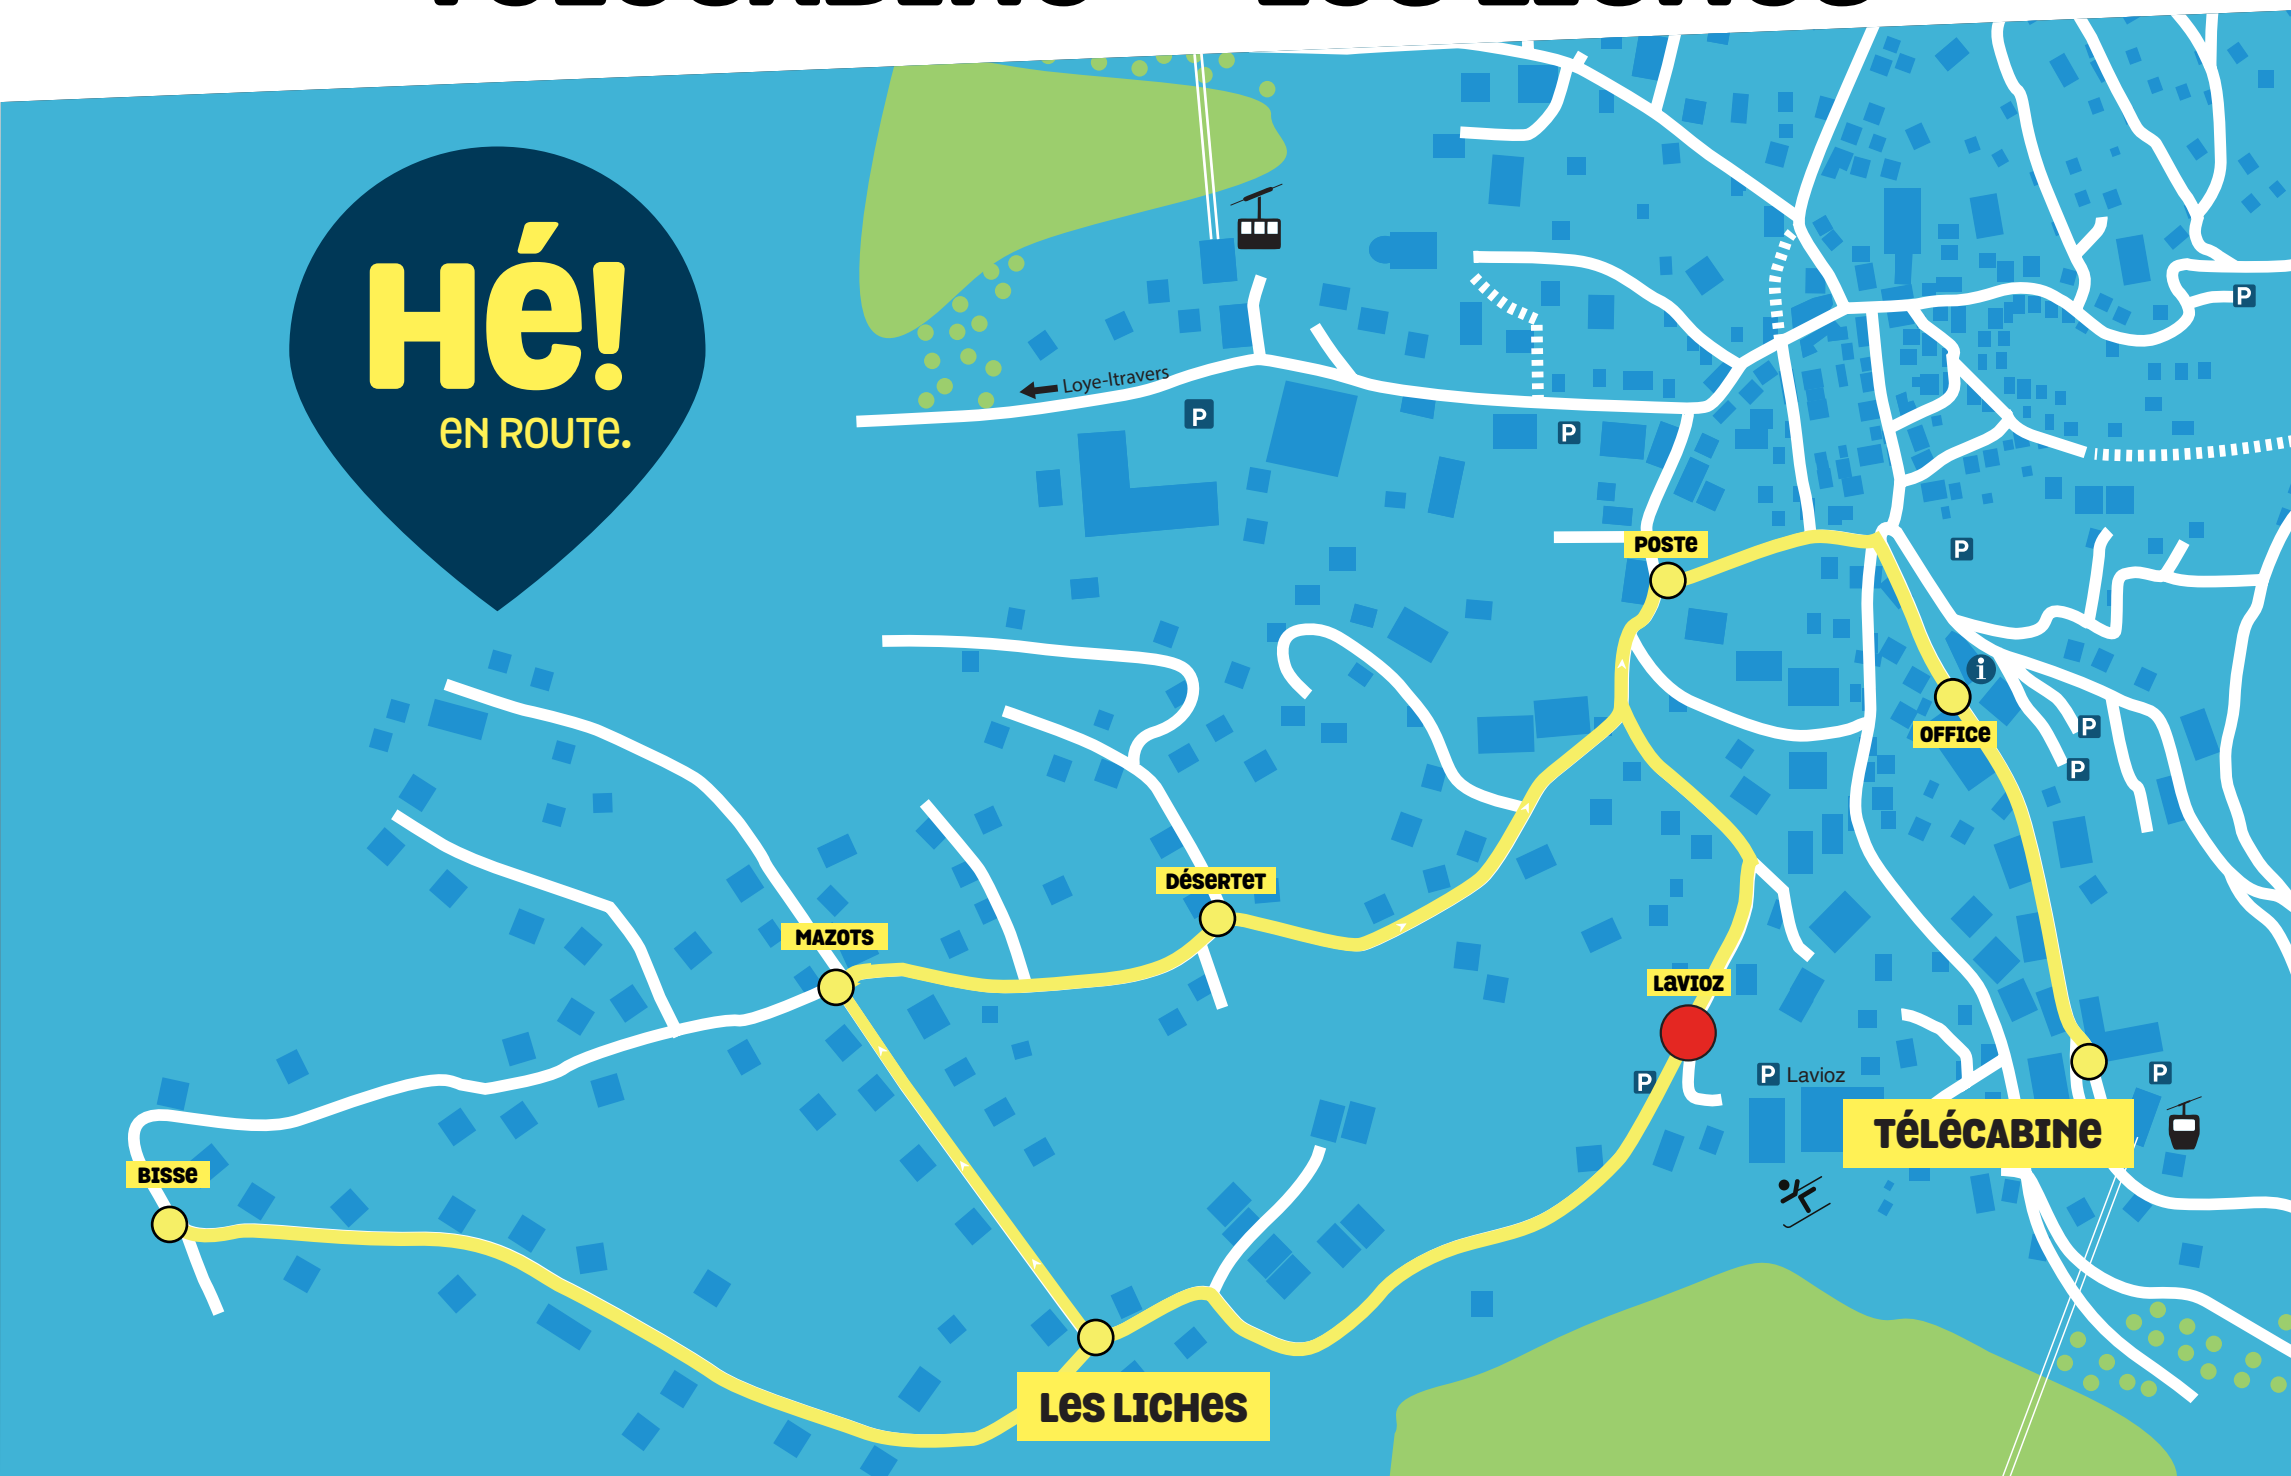 Hé!
EN ROUTE.
Loye-Itravers
P
P
P
P
POSTE
i
OFFICE
P
P
DÉSERTET
MAZOTS
LAVIOZ
P
P Lavioz
P
TÉLÉCABINE
BISSE
LES LICHES